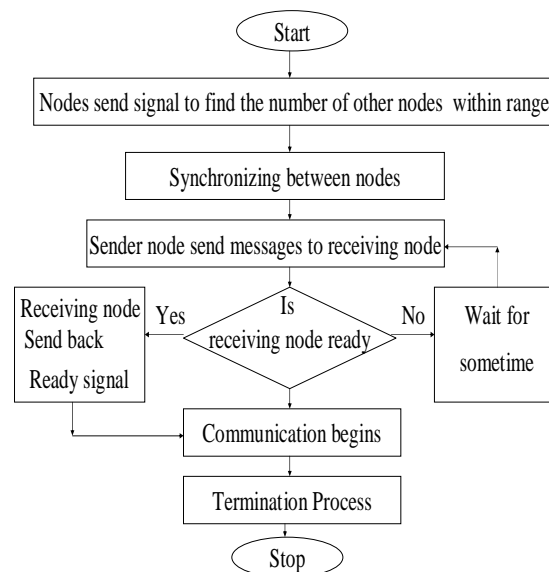 Start
Nodes send signal to find the number of other nodes within range
Synchronizing between nodes
Sender node send messages to receiving node
Is
receiving node ready
Yes
No
Receiving node
Send back
Ready signal
Wait for
sometime
Communication begins
Termination Process
Stop